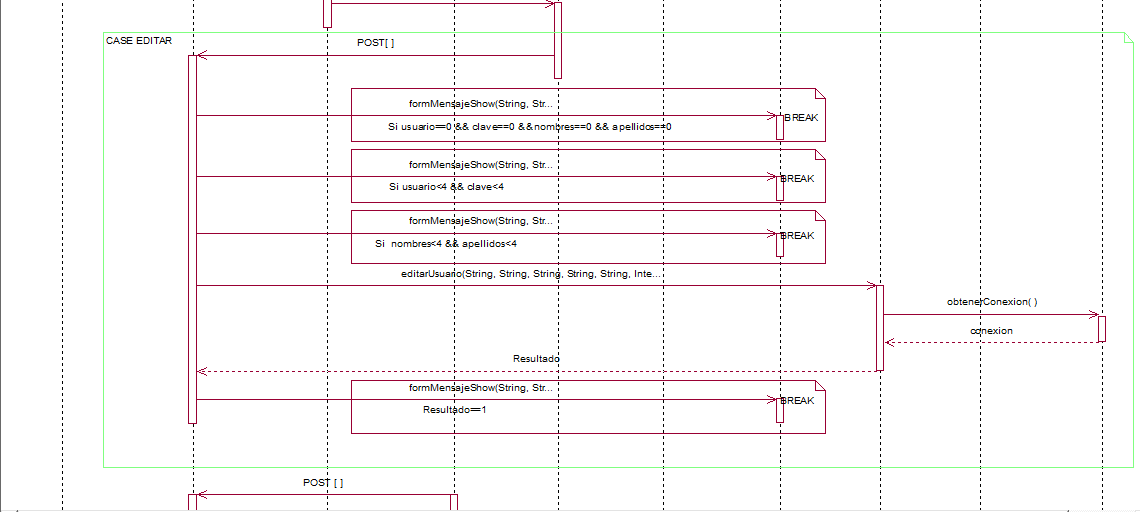 CASE EDITAR
POST[ ]
formMensajeShow(String, Str...
BREAK
Si usuario==0 && clave==0 &&nombres==0 && apellidos==0
formMensajeShow(String, Str...
BREAK
Si usuario<4 && clave<4
formMensajeShow(String, Str...
BREAK
Si nombres<4 && apellidos<4
editarUsuario(String, String, String, String, String, Inte...
obtenerConexion( )
conexion
Resultado
formMensajeShow(String, Str...
BREAK
Resultado==1
POST [ ]